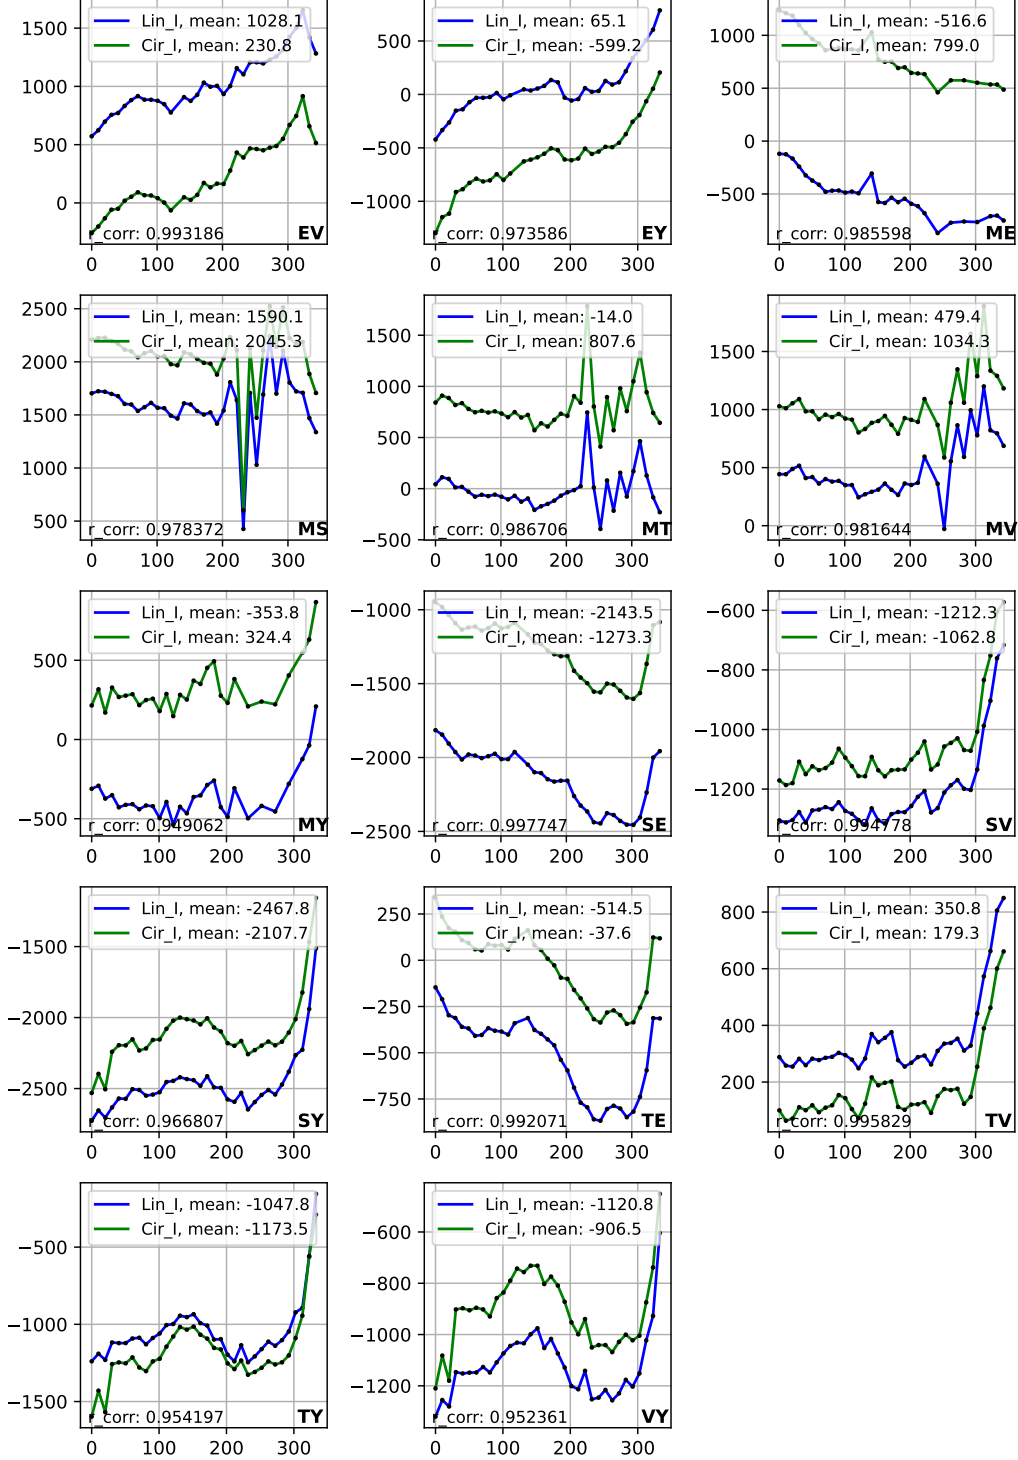 Lin_I, mean: 1028.1
Cir_I, mean: 230.8
1500
1000
500
0
r_corr: 0.993186
EV
0 100 200 300
Lin_I, mean: 65.1
Cir_I, mean: -599.2
500
0
−500
−1000
r_corr: 0.973586
EY
0 100 200 300
Lin_I, mean: -516.6
Cir_I, mean: 799.0
1000
500
0
−500
r_corr: 0.985598
ME
0 100 200 300
Lin_I, mean: 1590.1
Cir_I, mean: 2045.3
2500
2000
1500
1000
500
r_corr: 0.978372
MS
0 100 200 300
Lin_I, mean: -14.0
Cir_I, mean: 807.6
1500
1000
500
0
−500
r_corr: 0.986706
MT
0 100 200 300
Lin_I, mean: 479.4
Cir_I, mean: 1034.3
1500
1000
500
0
r_corr: 0.981644
MV
0 100 200 300
Lin_I, mean: -353.8
Cir_I, mean: 324.4
500
0
−500
r_corr: 0.949062
MY
0 100 200 300
Lin_I, mean: -2143.5
Cir_I, mean: -1273.3
−1000
−1500
−2000
−2500
r_corr: 0.997747
SE
0 100 200 300
Lin_I, mean: -1212.3
Cir_I, mean: -1062.8
−600
−800
−1000
−1200
r_corr: 0.994778
SV
0 100 200 300
Lin_I, mean: -2467.8
Cir_I, mean: -2107.7
−1500
−2000
−2500
r_corr: 0.966807
SY
0 100 200 300
Lin_I, mean: -514.5
Cir_I, mean: -37.6
250
0
−250
−500
−750
r_corr: 0.992071
TE
0 100 200 300
Lin_I, mean: 350.8
Cir_I, mean: 179.3
800
600
400
200
r_corr: 0.995829
TV
0 100 200 300
Lin_I, mean: -1047.8
Cir_I, mean: -1173.5
−500
−1000
−1500
r_corr: 0.954197
TY
0 100 200 300
Lin_I, mean: -1120.8
Cir_I, mean: -906.5
−600
−800
−1000
−1200
r_corr: 0.952361
VY
0 100 200 300